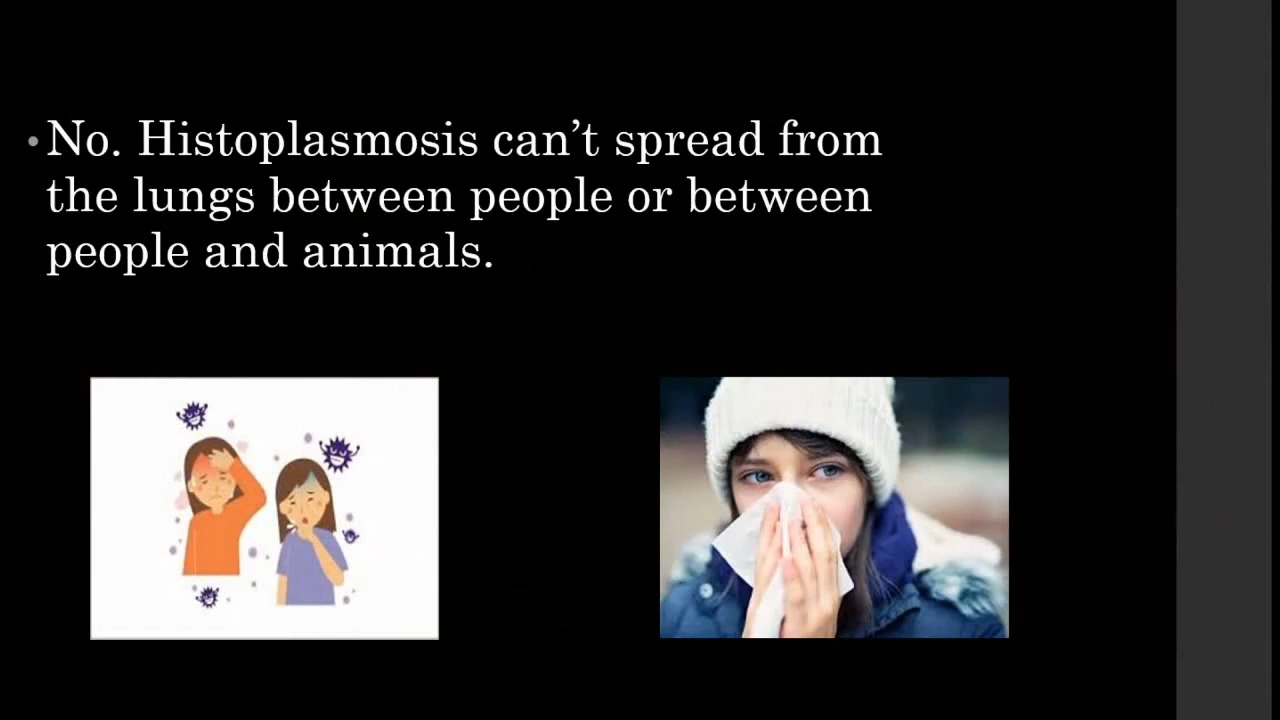 • No. Histoplasmosis can’t spread from
the lungs between people or between
people and animals.